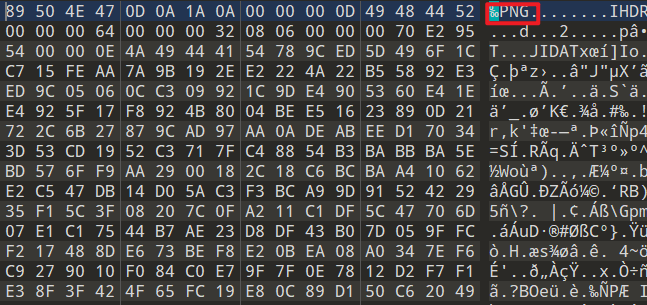 89 50 4E 47 0D 0A 1A 0A 00 00 00 0D 49 48 44 52 ‰PNG........IHDR
00 00 00 64 00 00 00 32 08 06 00 00 00 70 E2 95 ...d...2.....pâ•
54 00 00 0E 4A 49 44 41 54 78 9C ED 5D 49 6F 1C T...JIDATxœí]Io.
C7 15 FE AA 7A 9B 19 2E E2 22 4A 22 B5 58 92 E3 Ç.þªz›..â"J"µX’ã
ED 9C 05 06 0C C3 09 92 1C 9D E4 90 53 60 E4 1E íœ...Ã.’..ä.S`ä.
E4 92 5F 17 F8 92 4B 80 04 BE E5 16 23 89 0D 21 ä’_.ø’K€.¾å.#‰.!
72 2C 6B 27 87 9C AD 97 AA 0A DE AB EE D1 70 34 r,k'‡œ-—ª.Þ«îÑp4
3D 53 CD 19 52 C3 71 7F C4 88 54 B3 BA BB BA 5E =SÍ.RÃq.ÄˆT³º»º^
BD 57 6F F9 AA 29 00 18 2C 18 C6 BC BA A4 10 62 ½Woùª)..,.Æ¼º¤.b
E2 C5 47 DB 14 D0 5A C3 F3 BC A9 9D 91 52 42 29 âÅGÛ.ÐZÃó¼©.‘RB)
35 F1 5C 3F 08 20 7C 0F A2 11 C1 DF 5C 47 70 6D 5ñ\?. |.¢.Áß\Gpm
07 E1 C1 75 44 B7 AE 23 D8 DF 43 B0 7D 05 9F FC .áÁuD·®#ØßC°}.Ÿü
F2 17 48 8D E6 73 BE F8 E2 0B EA 08 A0 34 7E F6 ò.H.æs¾øâ.ê. 4~ö
C9 27 90 10 F0 84 C0 E7 9F 7F 0E 78 12 D2 F7 F1 É'..ð„ÀçŸ..x.Ò÷ñ
E3 8F 3F 42 4F 65 FC 19 E8 0C 89 D1 50 C6 20 49 ã.?BOeü.è.‰ÑPÆ I